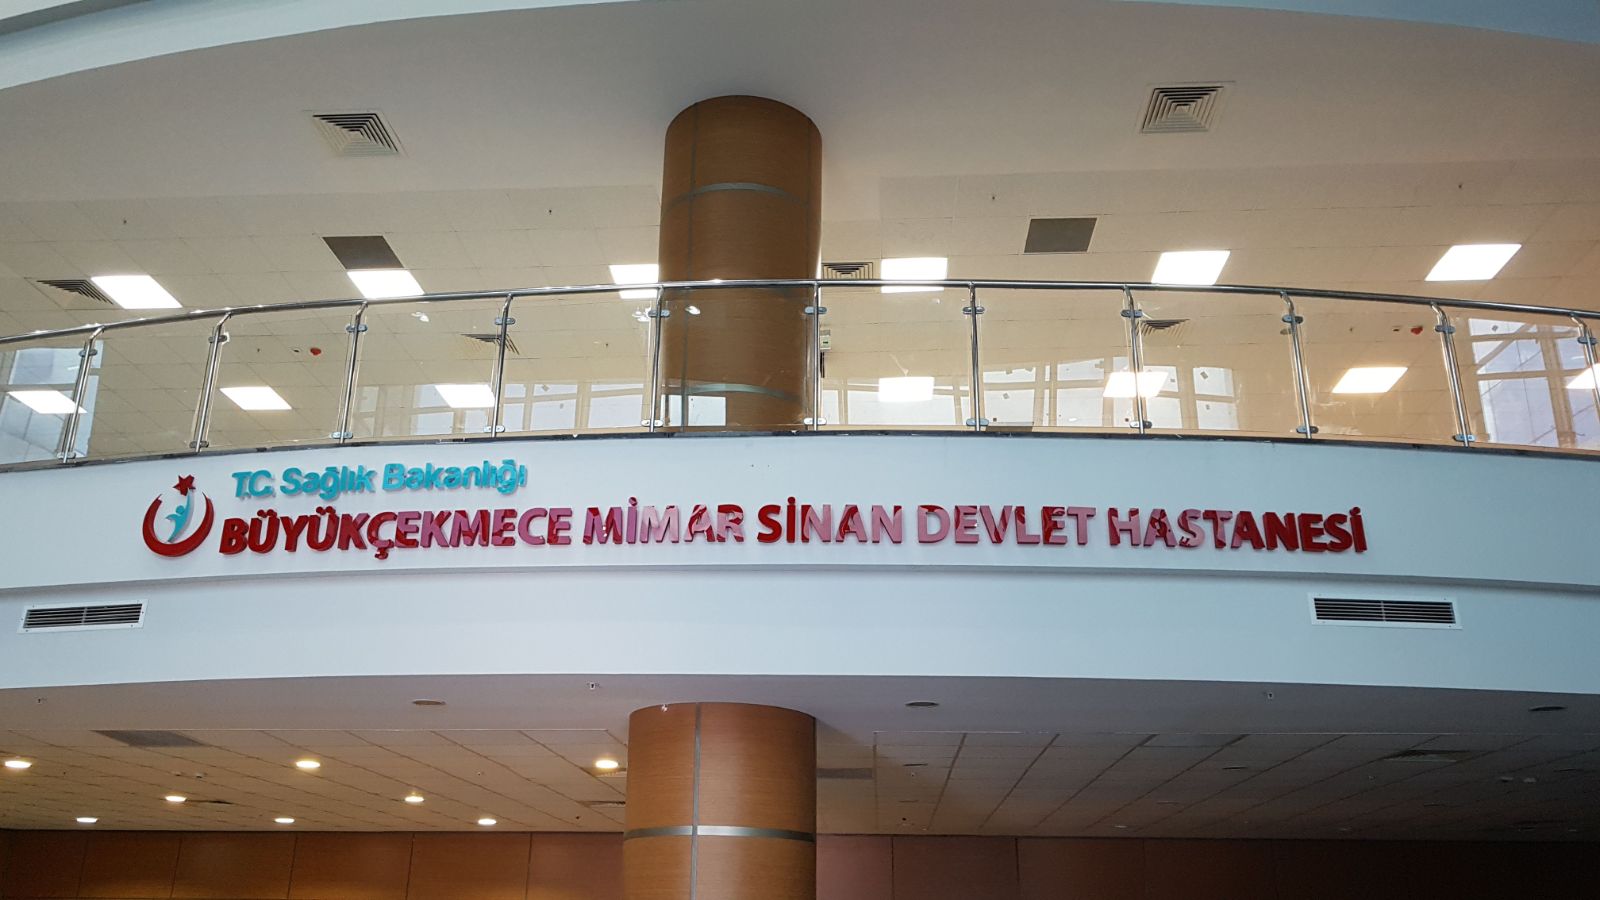 T.C. Sağlık Bakanlığı
BÜYÜKÇEKMECE MİMAR SİNAN DEVLET HASTANESİ